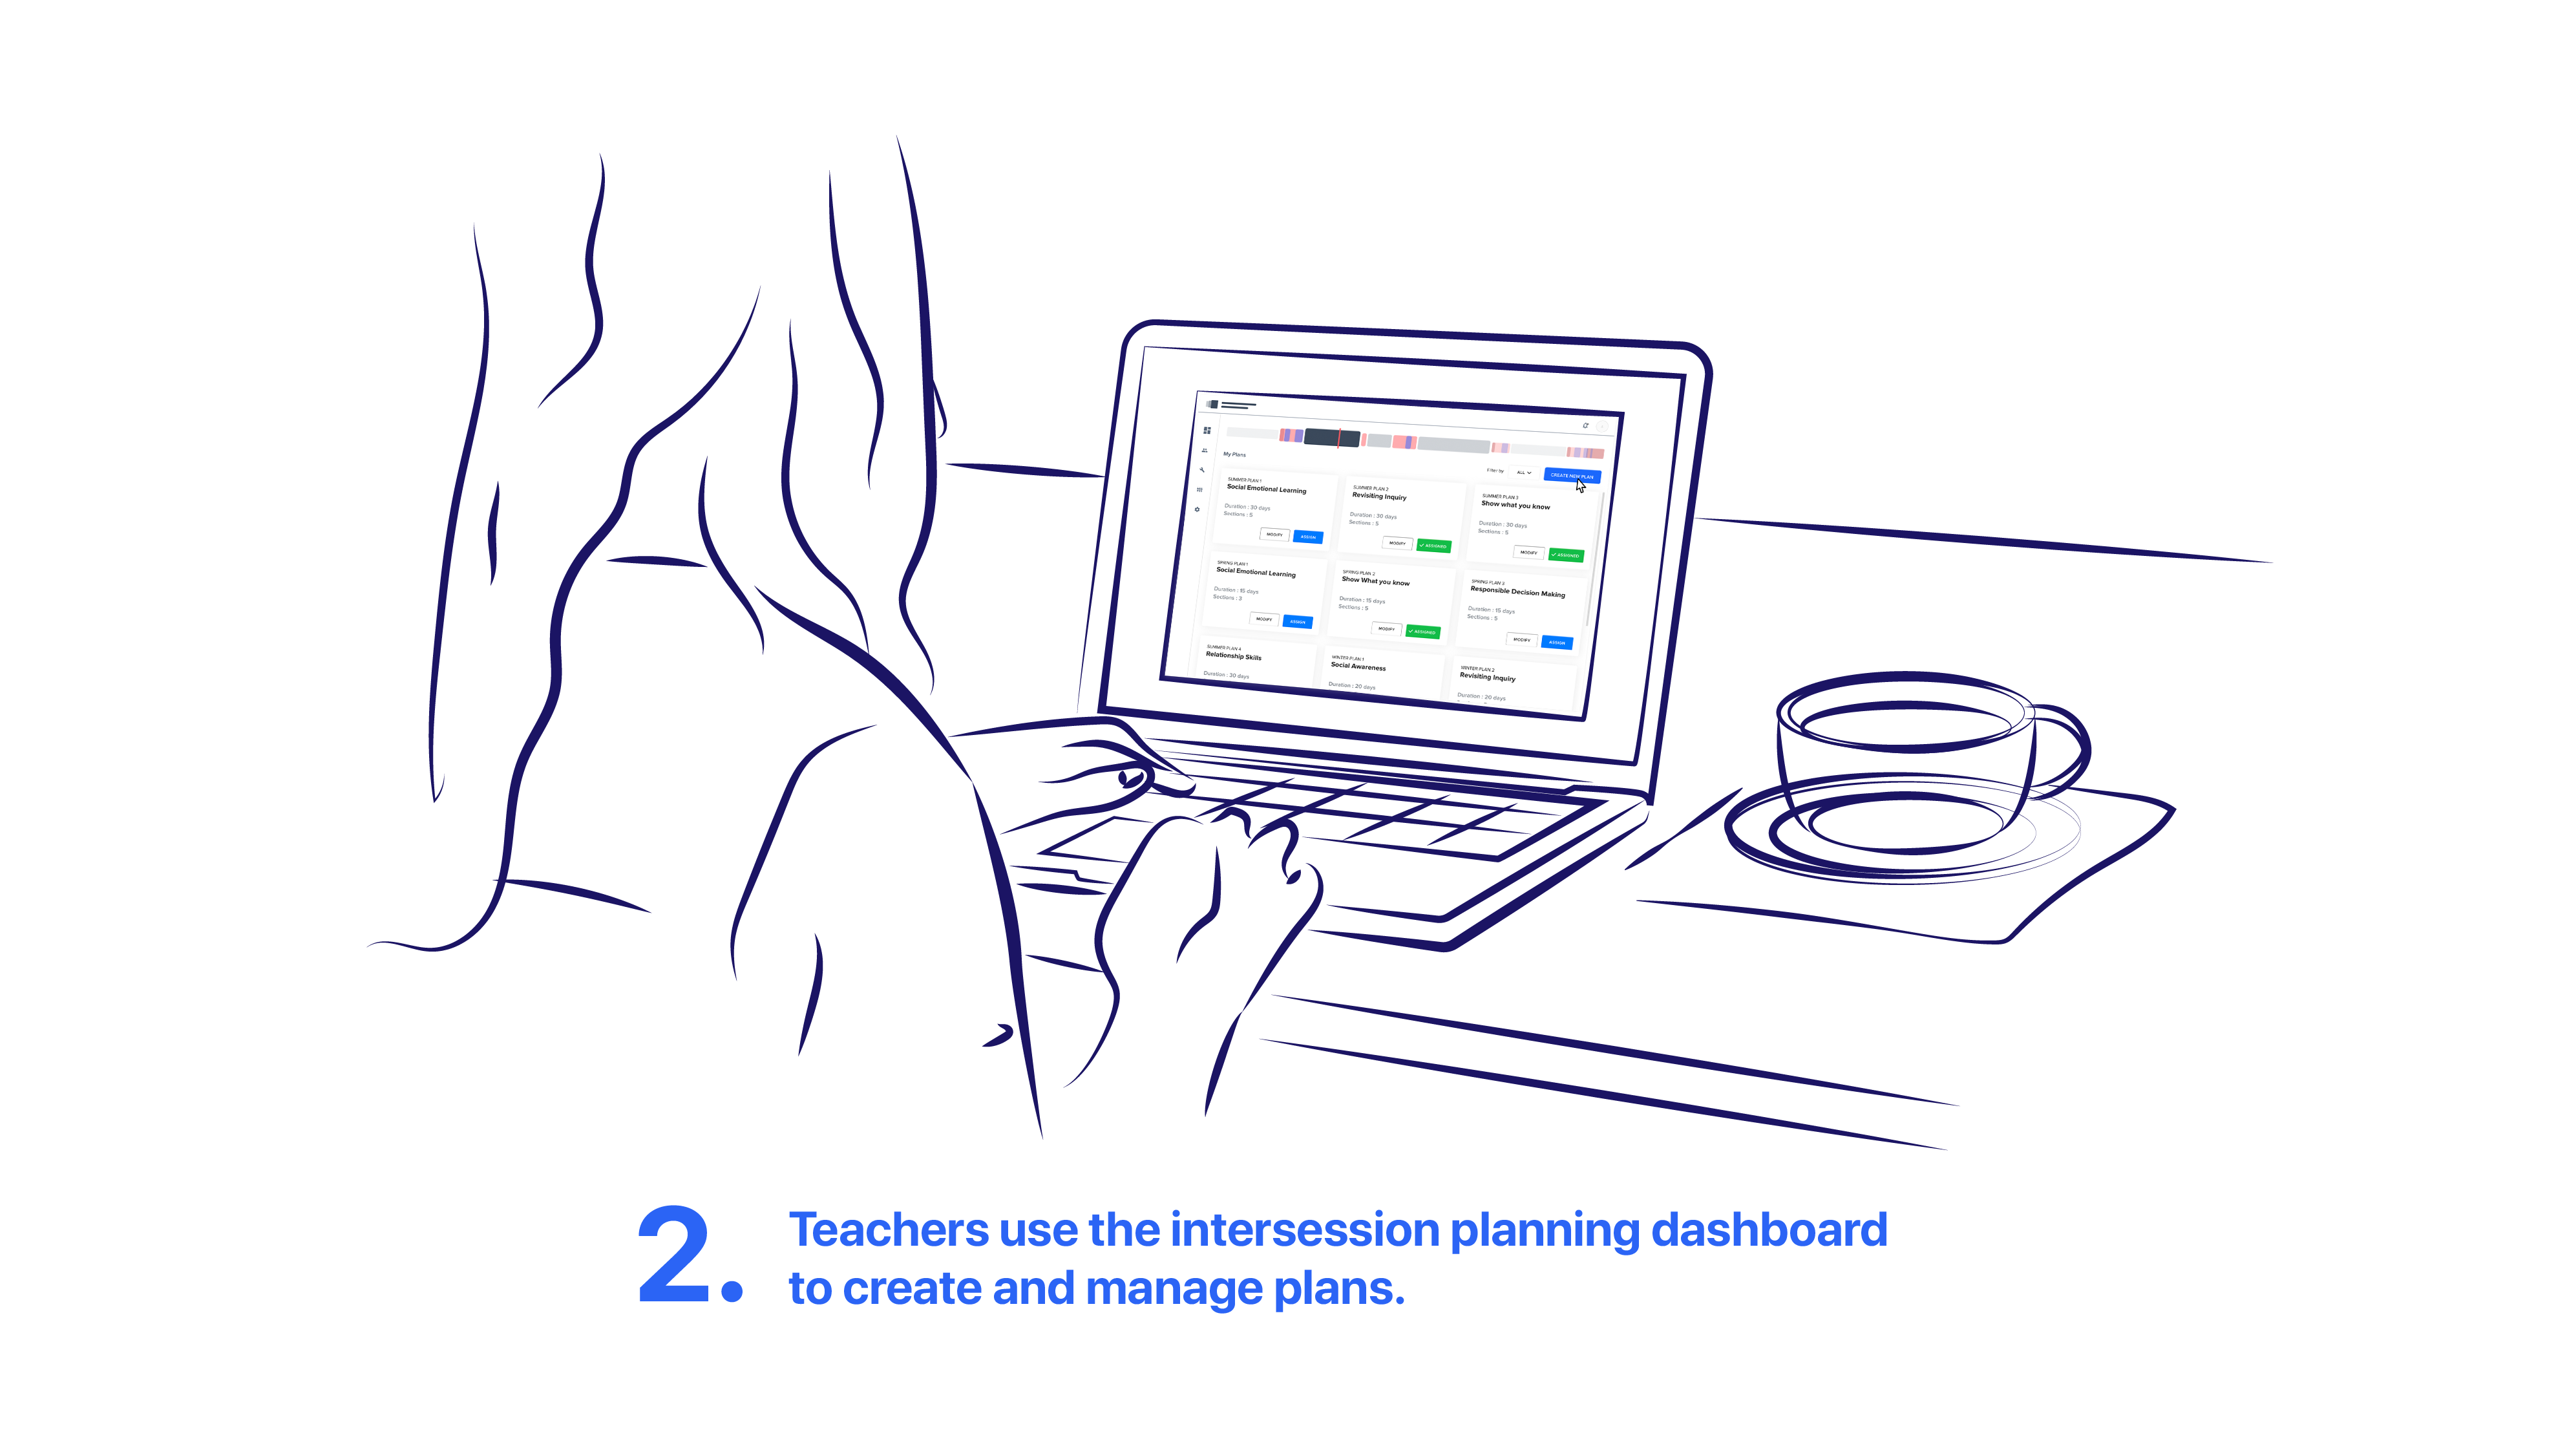 My Plans
Filter by
ALL
CREATE NEW PLAN
SUMMER PLAN 1
Social Emotional Learning
Duration : 30 days
Sections : 5
MODIFY
ASSIGN
SUMMER PLAN 2
Revisiting Inquiry
Duration : 30 days
Sections : 5
MODIFY
ASSIGNED
SUMMER PLAN 3
Show what you know
Duration : 30 days
Sections : 5
MODIFY
ASSIGNED
SPRING PLAN 1
Social Emotional Learning
Duration : 15 days
Sections : 3
MODIFY
ASSIGN
SPRING PLAN 2
Show What you know
Duration : 15 days
Sections : 5
MODIFY
ASSIGNED
SPRING PLAN 3
Responsible Decision Making
Duration : 15 days
Sections : 5
MODIFY
ASSIGN
SUMMER PLAN 4
Relationship Skills
Duration : 30 days
WINTER PLAN 1
Social Awareness
Duration : 20 days
WINTER PLAN 2
Revisiting Inquiry
Duration : 20 days
2.
Teachers use the intersession planning dashboard
to create and manage plans.